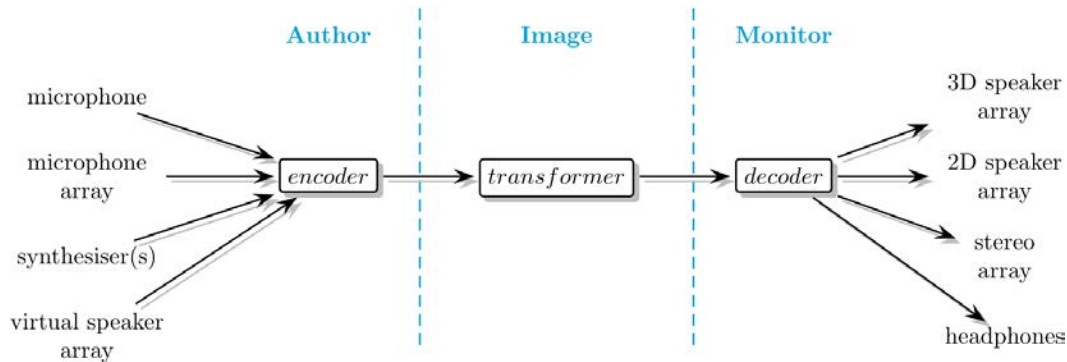 Author
Image
Monitor
microphone
microphone
array
synthesiser(s)
virtual speaker
array
encoder
transformer
decoder
3D speaker
array
2D speaker
array
stereo
array
headphones